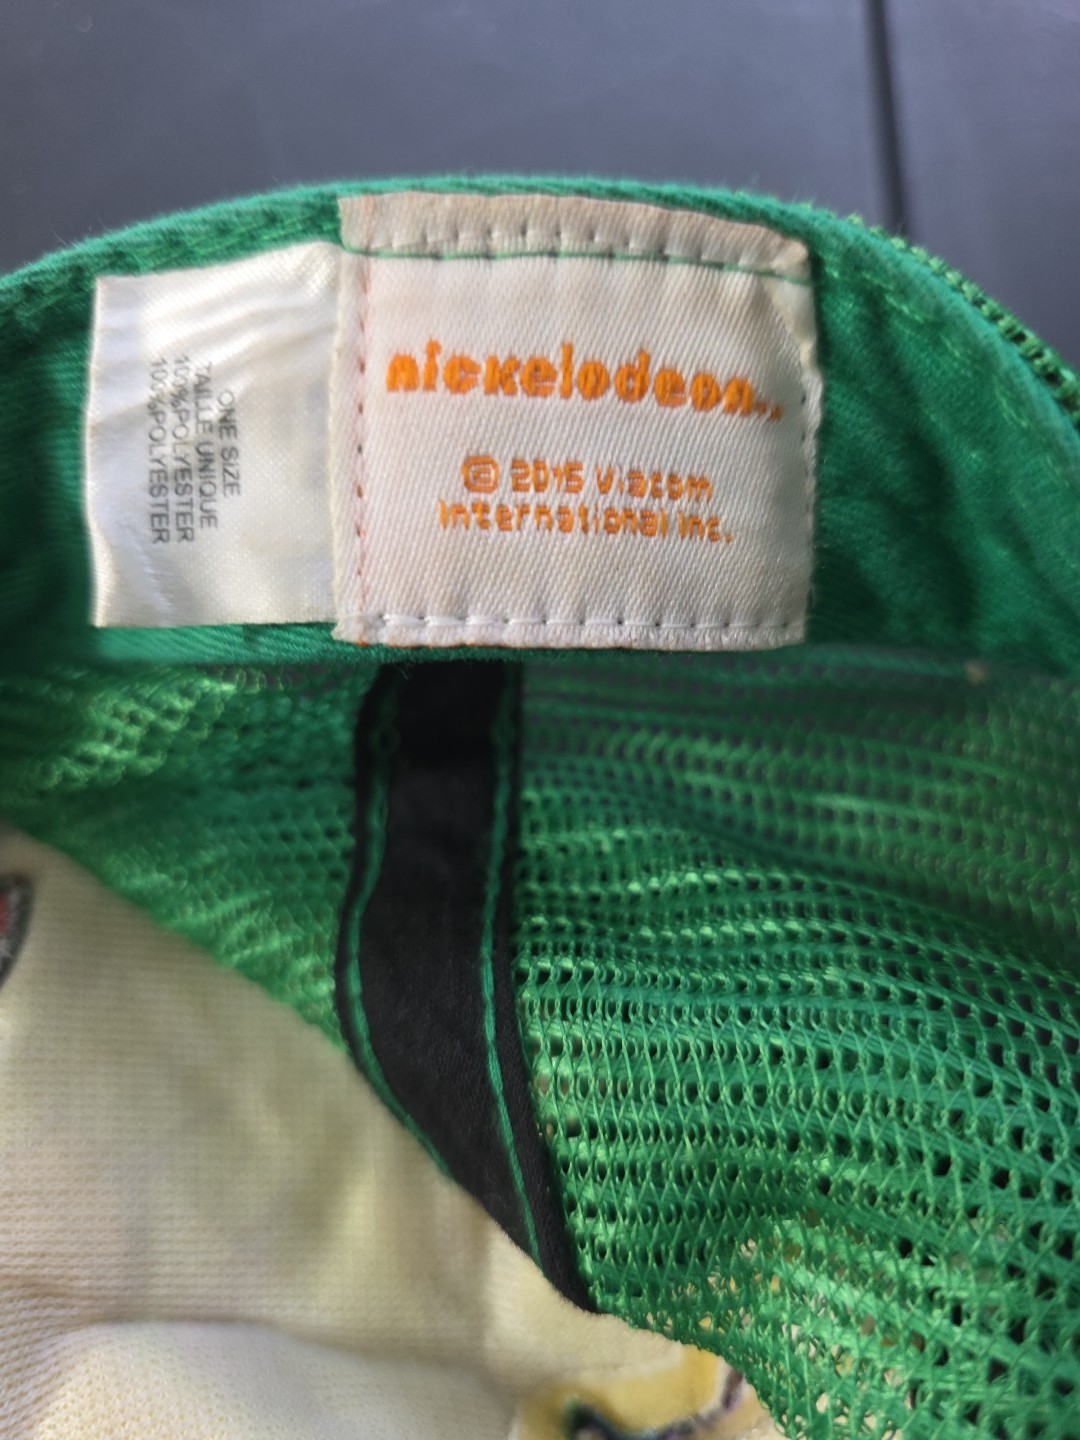 ONE SIZE
TAILLE UNIQUE
100%POLYESTER
100%POLYESTER
nickelodeon
© 2015 Viacom
International Inc.